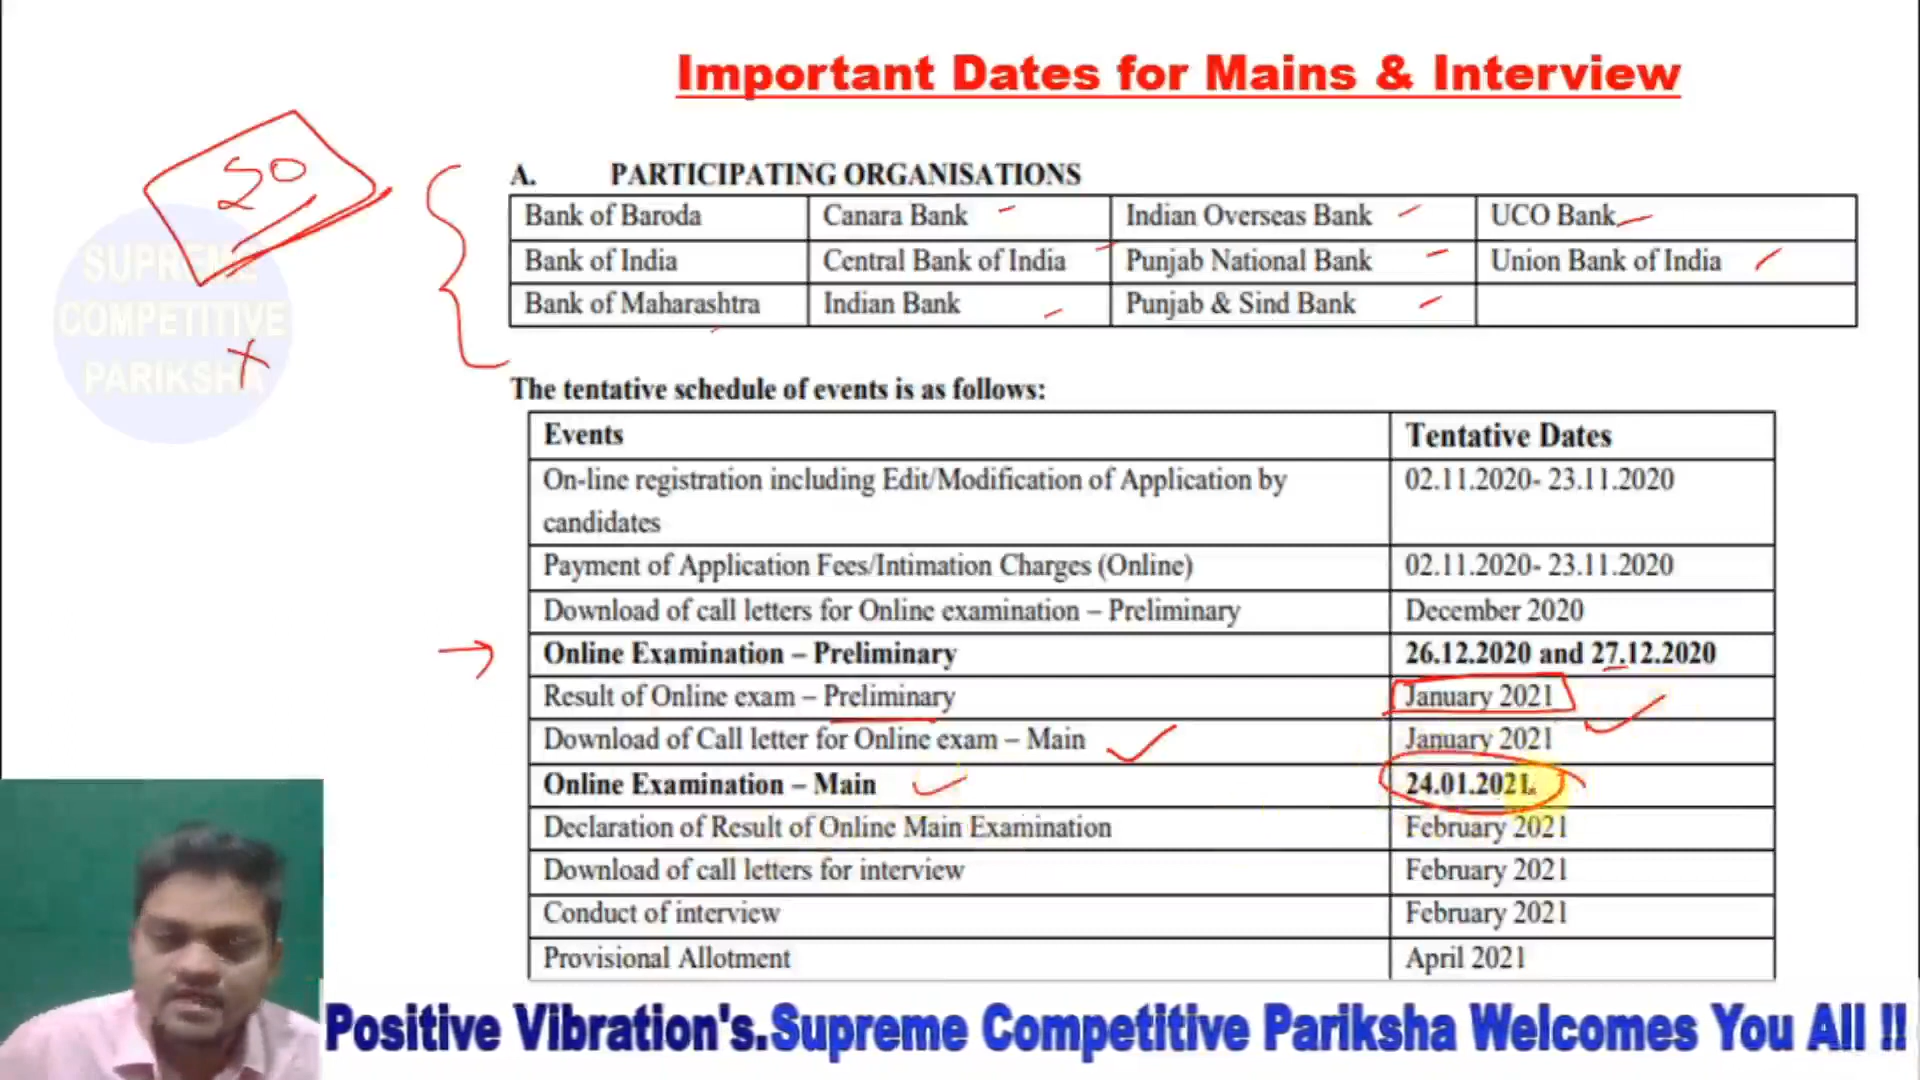 Important Dates for Mains & Interview
50
SUPREME
COMPETITIVE
PARIKSHA
A. PARTICIPATING ORGANISATIONS
Bank of Baroda Canara Bank Indian Overseas Bank UCO Bank
Bank of India Central Bank of India Punjab National Bank Union Bank of India
Bank of Maharashtra Indian Bank Punjab & Sind Bank
The tentative schedule of events is as follows:
Events Tentative Dates
On-line registration including Edit/Modification of Application by 02.11.2020- 23.11.2020
candidates
Payment of Application Fees/Intimation Charges (Online) 02.11.2020- 23.11.2020
Download of call letters for Online examination – Preliminary December 2020
Online Examination – Preliminary 26.12.2020 and 27.12.2020
Result of Online exam – Preliminary January 2021
Download of Call letter for Online exam – Main January 2021
Online Examination – Main 24.01.2021
Declaration of Result of Online Main Examination February 2021
Download of call letters for interview February 2021
Conduct of interview February 2021
Provisional Allotment April 2021
Positive Vibration's.Supreme Competitive Pariksha Welcomes You All !!